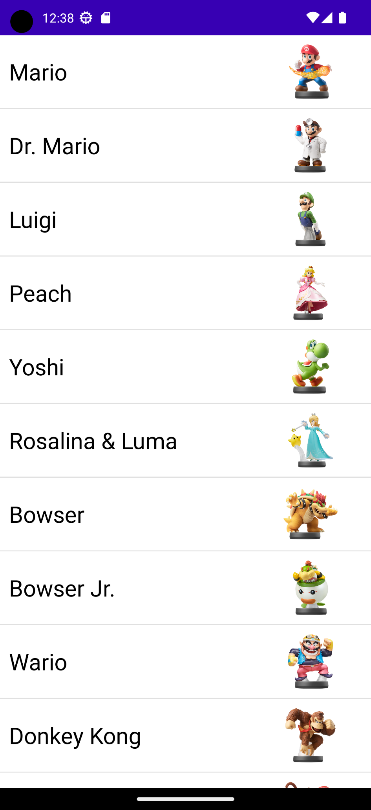 12:38
Mario
Dr. Mario
Luigi
Peach
Yoshi
Rosalina & Luma
Bowser
Bowser Jr.
Wario
Donkey Kong